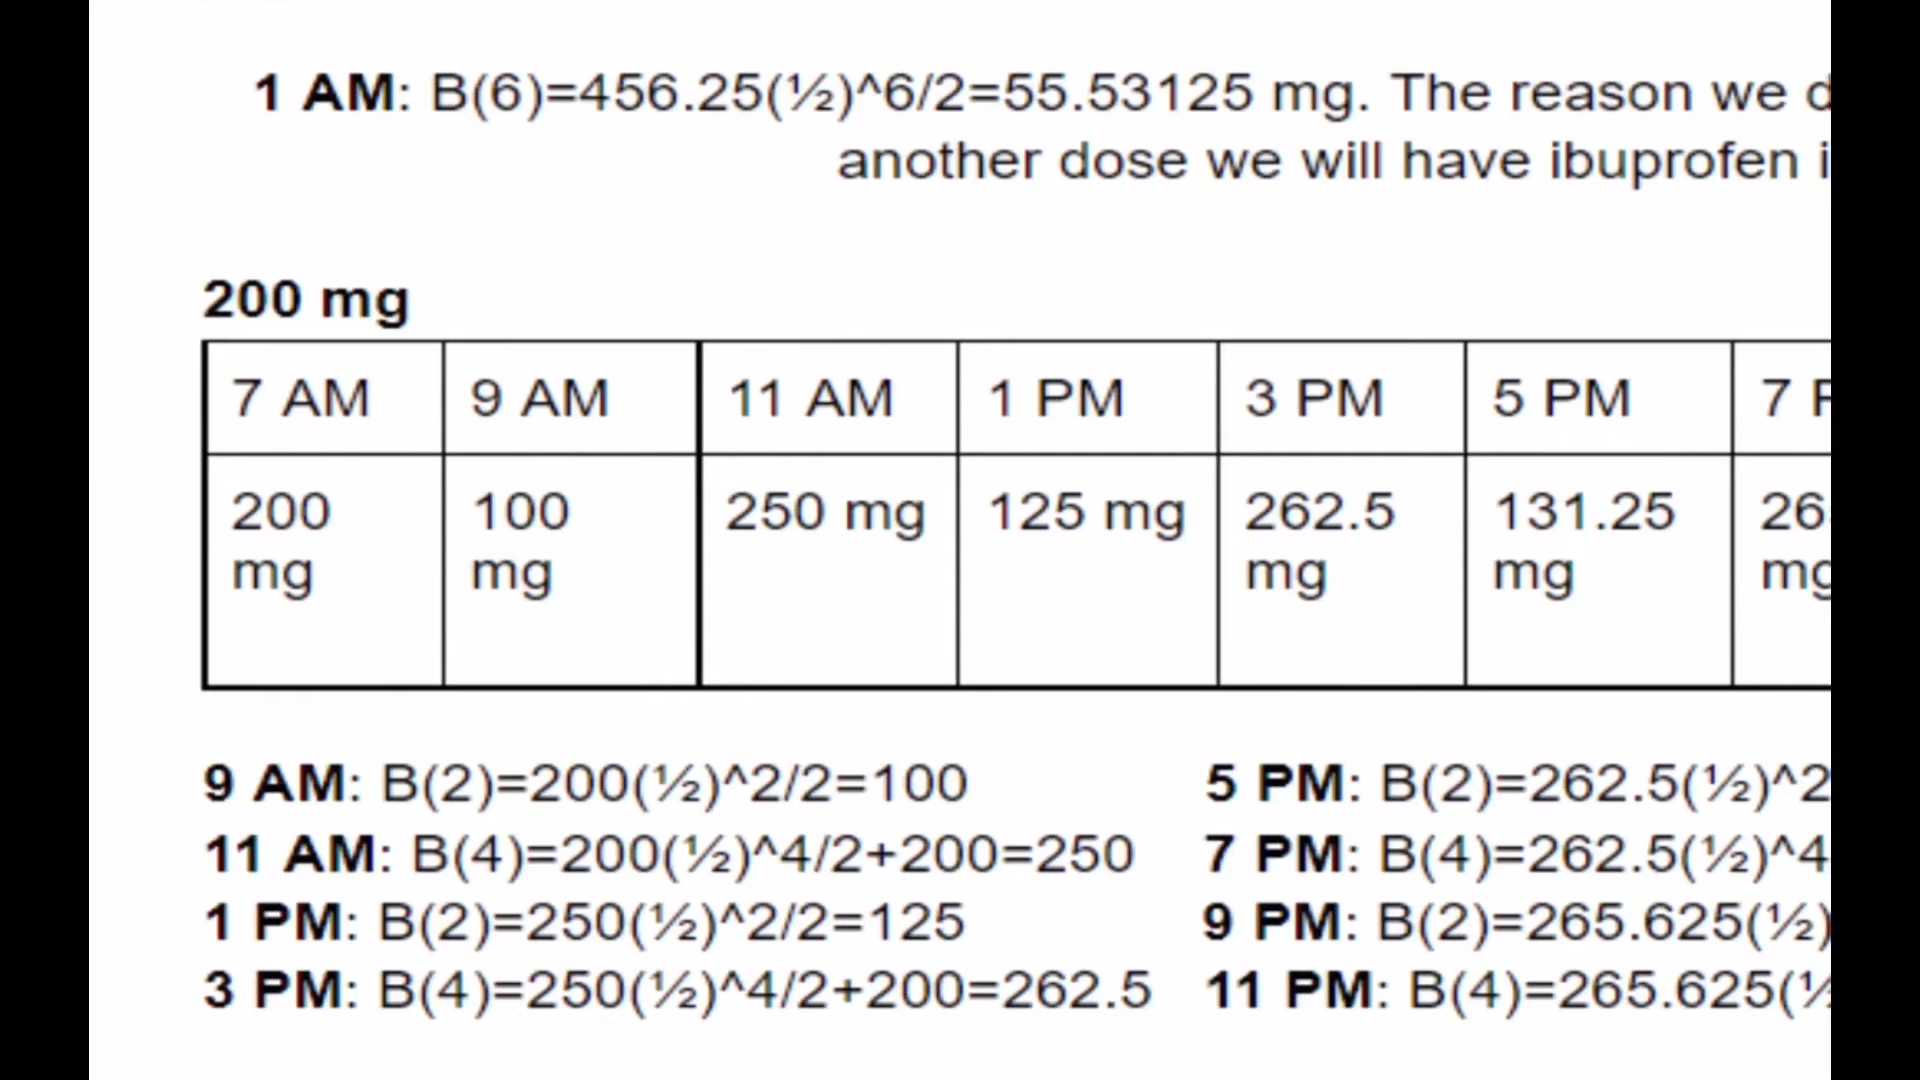 1 AM: B(6)=456.25(½)^6/2=55.53125 mg. The reason we
another dose we will have ibuprofen
200 mg
7 AM 9 AM 11 AM 1 PM 3 PM 5 PM 7
200 mg 100 mg 250 mg 125 mg 262.5 mg 131.25 mg 26
9 AM: B(2)=200(½)^2/2=100
11 AM: B(4)=200(½)^4/2+200=250
1 PM: B(2)=250(½)^2/2=125
3 PM: B(4)=250(½)^4/2+200=262.5
5 PM: B(2)=262.5(½)^2
7 PM: B(4)=262.5(½)^4
9 PM: B(2)=265.625(½)
11 PM: B(4)=265.625(½